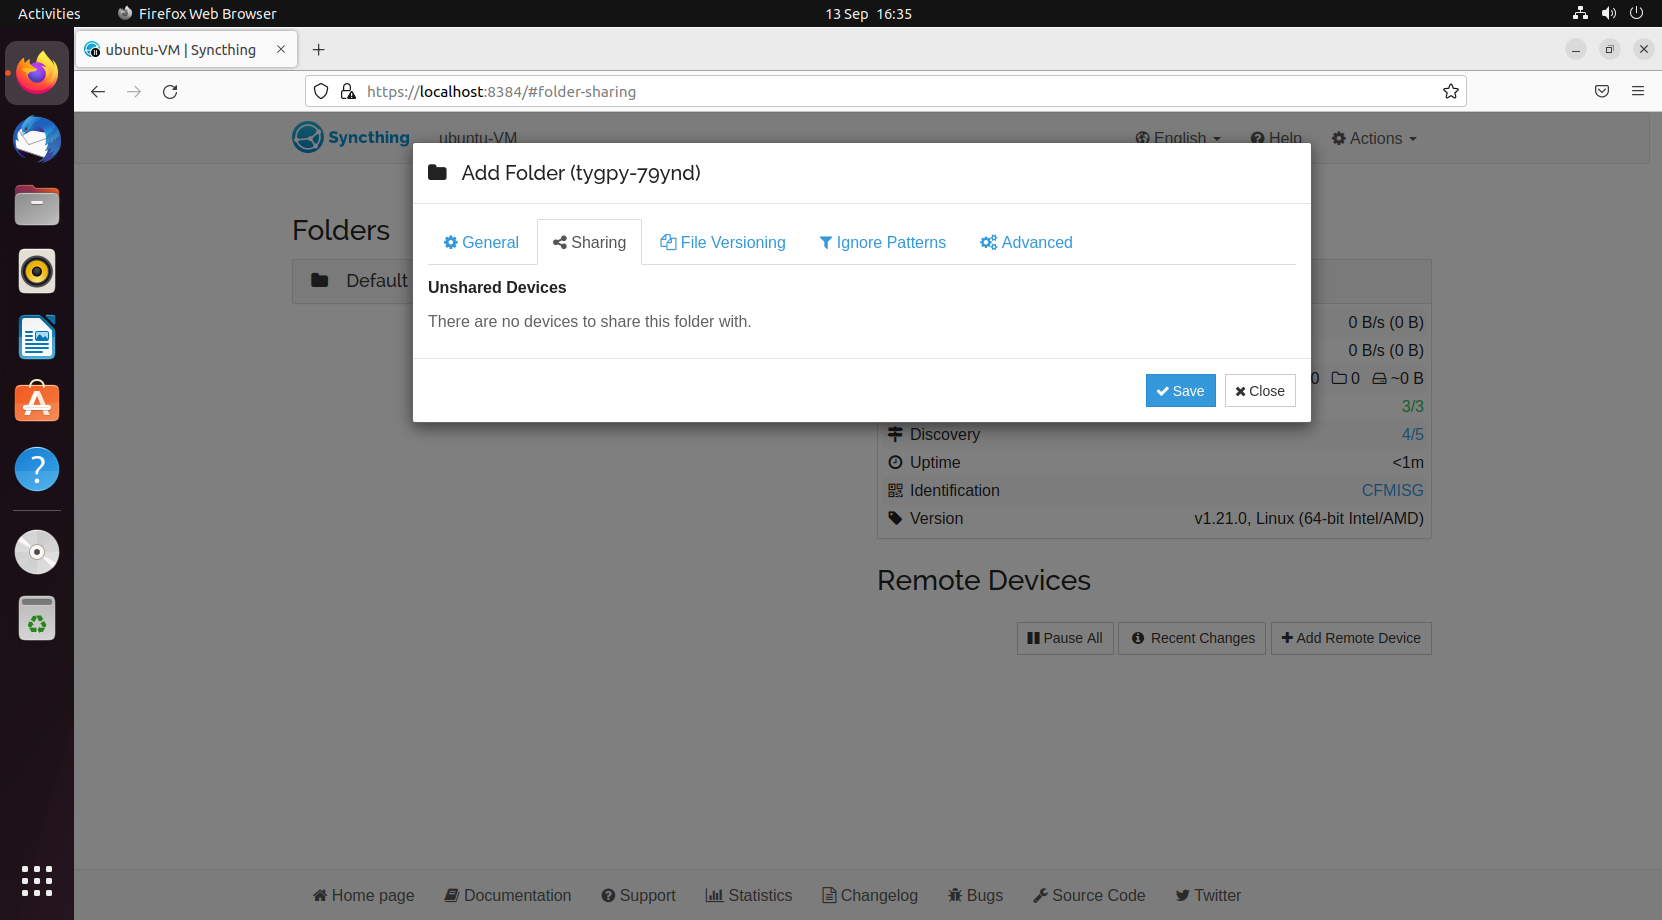 Activities
Firefox Web Browser
13 Sep 16:35
ubuntu-VM | Syncthing
https://localhost:8384/#folder-sharing
Syncthing
ubuntu-VM
English
Help
Actions
Add Folder (tygpy-79ynd)
General
Sharing
File Versioning
Ignore Patterns
Advanced
Unshared Devices
There are no devices to share this folder with.
Save
Close
Folders
Default
0 B/s (0 B)
0 B/s (0 B)
0 0 ~0 B
3/3
Discovery 4/5
Uptime <1m
Identification CFMISG
Version v1.21.0, Linux (64-bit Intel/AMD)
Remote Devices
Pause All
Recent Changes
Add Remote Device
Home page
Documentation
Support
Statistics
Changelog
Bugs
Source Code
Twitter